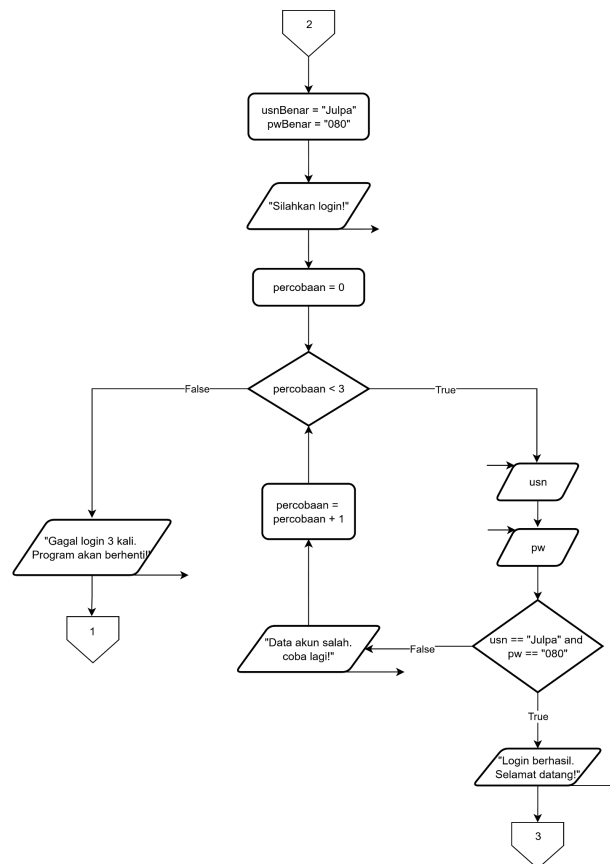 2
usnBenar = "Julpa"
pwBenar = "080"
"Silahkan login!"
percobaan = 0
percobaan < 3
False
True
usn
pw
usn == "Julpa" and
pw == "080"
False
"Data akun salah.
coba lagi!"
percobaan =
percobaan + 1
"Gagal login 3 kali.
Program akan berhenti!"
1
True
"Login berhasil.
Selamat datang!"
3